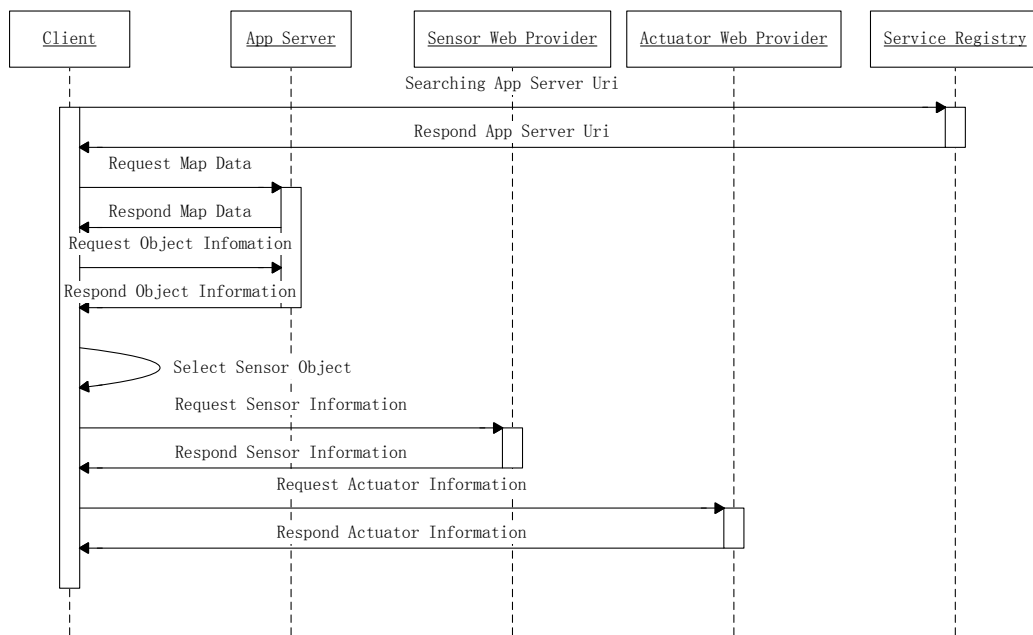 Client
App Server
Sensor Web Provider
Actuator Web Provider
Service Registry
Searching App Server Uri
Respond App Server Uri
Request Map Data
Respond Map Data
Request Object Infomation
Respond Object Information
Select Sensor Object
Request Sensor Information
Respond Sensor Information
Request Actuator Information
Respond Actuator Information